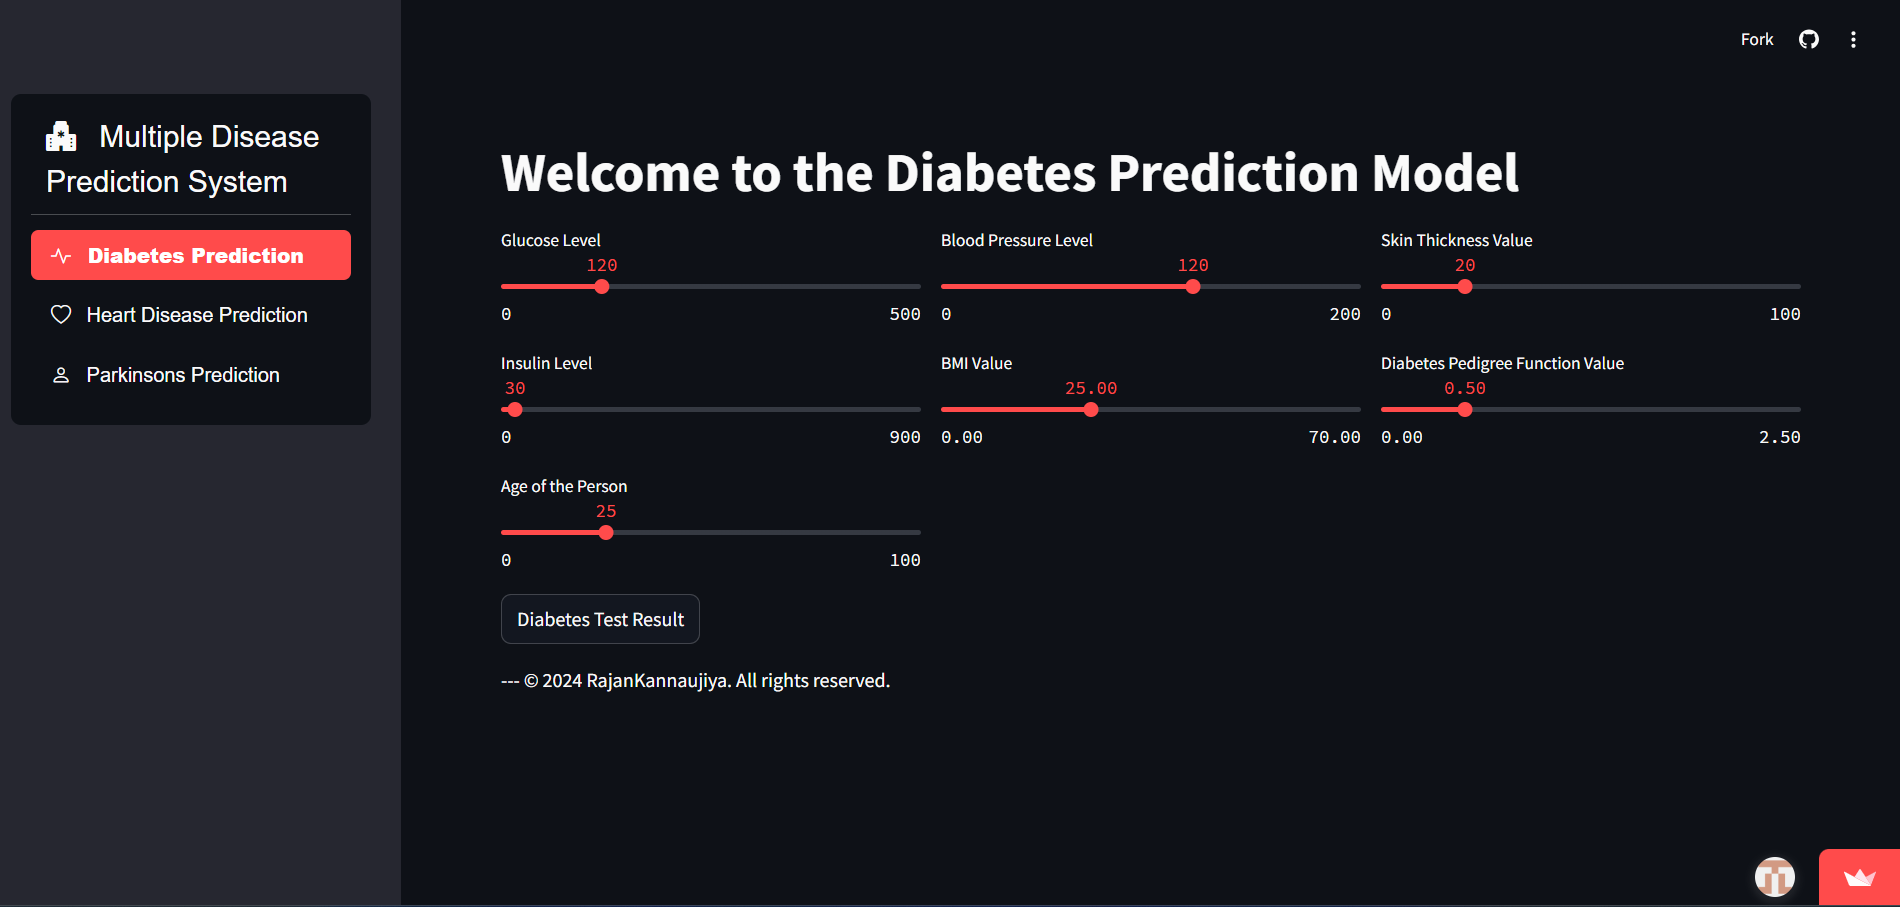 Fork
Multiple Disease
Prediction System
Diabetes Prediction
Heart Disease Prediction
Parkinsons Prediction
Welcome to the Diabetes Prediction Model
Glucose Level
120
0 500
Blood Pressure Level
120
0 200
Skin Thickness Value
20
0 100
Insulin Level
30
0 900
BMI Value
25.00
0.00 70.00
Diabetes Pedigree Function Value
0.50
0.00 2.50
Age of the Person
25
0 100
Diabetes Test Result
--- © 2024 RajanKannaujiya. All rights reserved.